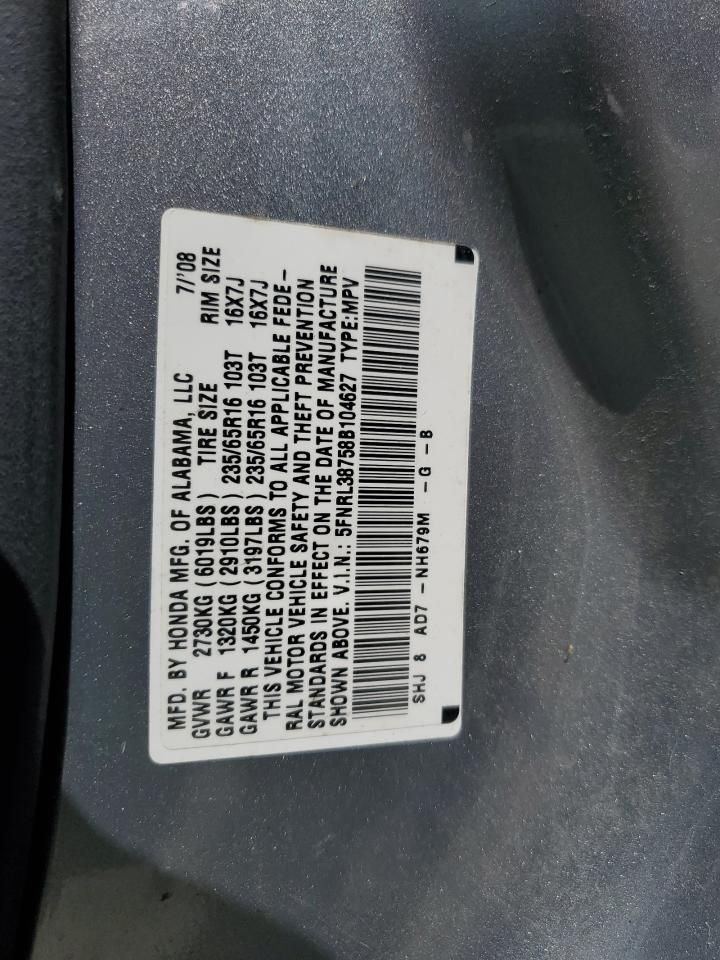 MFD. BY HONDA MFG. OF ALABAMA, LLC 7/'08
GVWR 2730KG (6019LBS) TIRE SIZE RIM SIZE
GAWR F 1320KG (2910LBS) 235/65R16 103T 16X7J
GAWR R 1450KG (3197LBS) 235/65R16 103T 16X7J
THIS VEHICLE CONFORMS TO ALL APPLICABLE FEDE-
RAL MOTOR VEHICLE SAFETY AND THEFT PREVENTION
STANDARDS IN EFFECT ON THE DATE OF MANUFACTURE
SHOWN ABOVE. V.I.N.: 5FNRL38758B104627 TYPE:MPV
SHJ 8 AD7 -NH679M -G -B